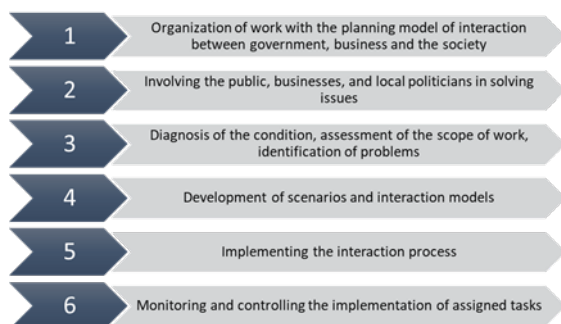 1
Organization of work with the planning model of interaction
between government, business and the society
2
Involving the public, businesses, and local politicians in solving
issues
3
Diagnosis of the condition, assessment of the scope of work,
identification of problems
4
Development of scenarios and interaction models
5
Implementing the interaction process
6
Monitoring and controlling the implementation of assigned tasks